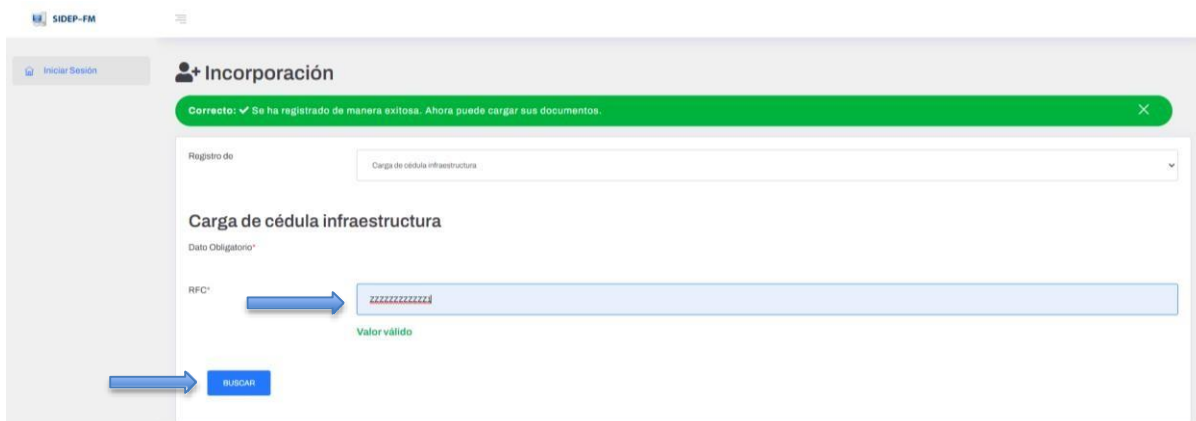 SIDEP-FM
Iniciar Sesión
Incorporación
Correcto: ✔ Se ha registrado de manera exitosa. Ahora puede cargar sus documentos.
Registro de
Carga de cédula infraestructura
Carga de cédula infraestructura
Dato Obligatorio*
RFC*
Valor válido
BUSCAR